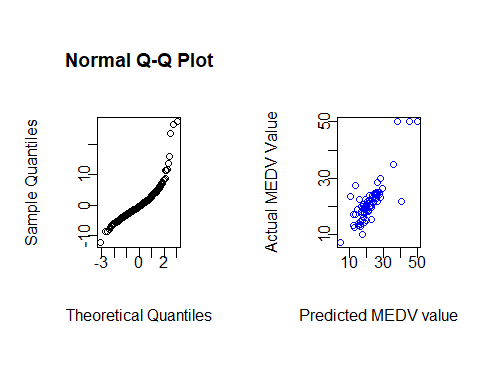 Normal Q-Q Plot
Sample Quantiles
-10 0 10
-3 0 2
Theoretical Quantiles
Actual MEDV Value
10 30 50
10 30 50
Predicted MEDV value